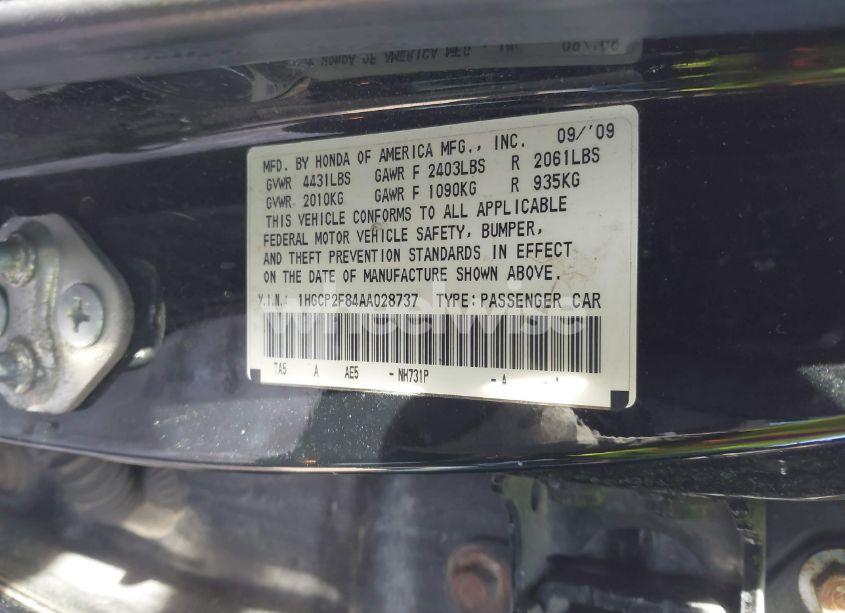 MFD. BY HONDA OF AMERICA MFG., INC. 09/'09
GVWR 4431LBS GAWR F 2403LBS R 2061LBS
GVWR 2010KG GAWR F 1090KG R 935KG
THIS VEHICLE CONFORMS TO ALL APPLICABLE
FEDERAL MOTOR VEHICLE SAFETY, BUMPER,
AND THEFT PREVENTION STANDARDS IN EFFECT
ON THE DATE OF MANUFACTURE SHOWN ABOVE.
V.I.N.: 1HGCP2F84AA028737 TYPE: PASSENGER CAR
wheelwise
TA5 A AE5 - NH731P - A - A